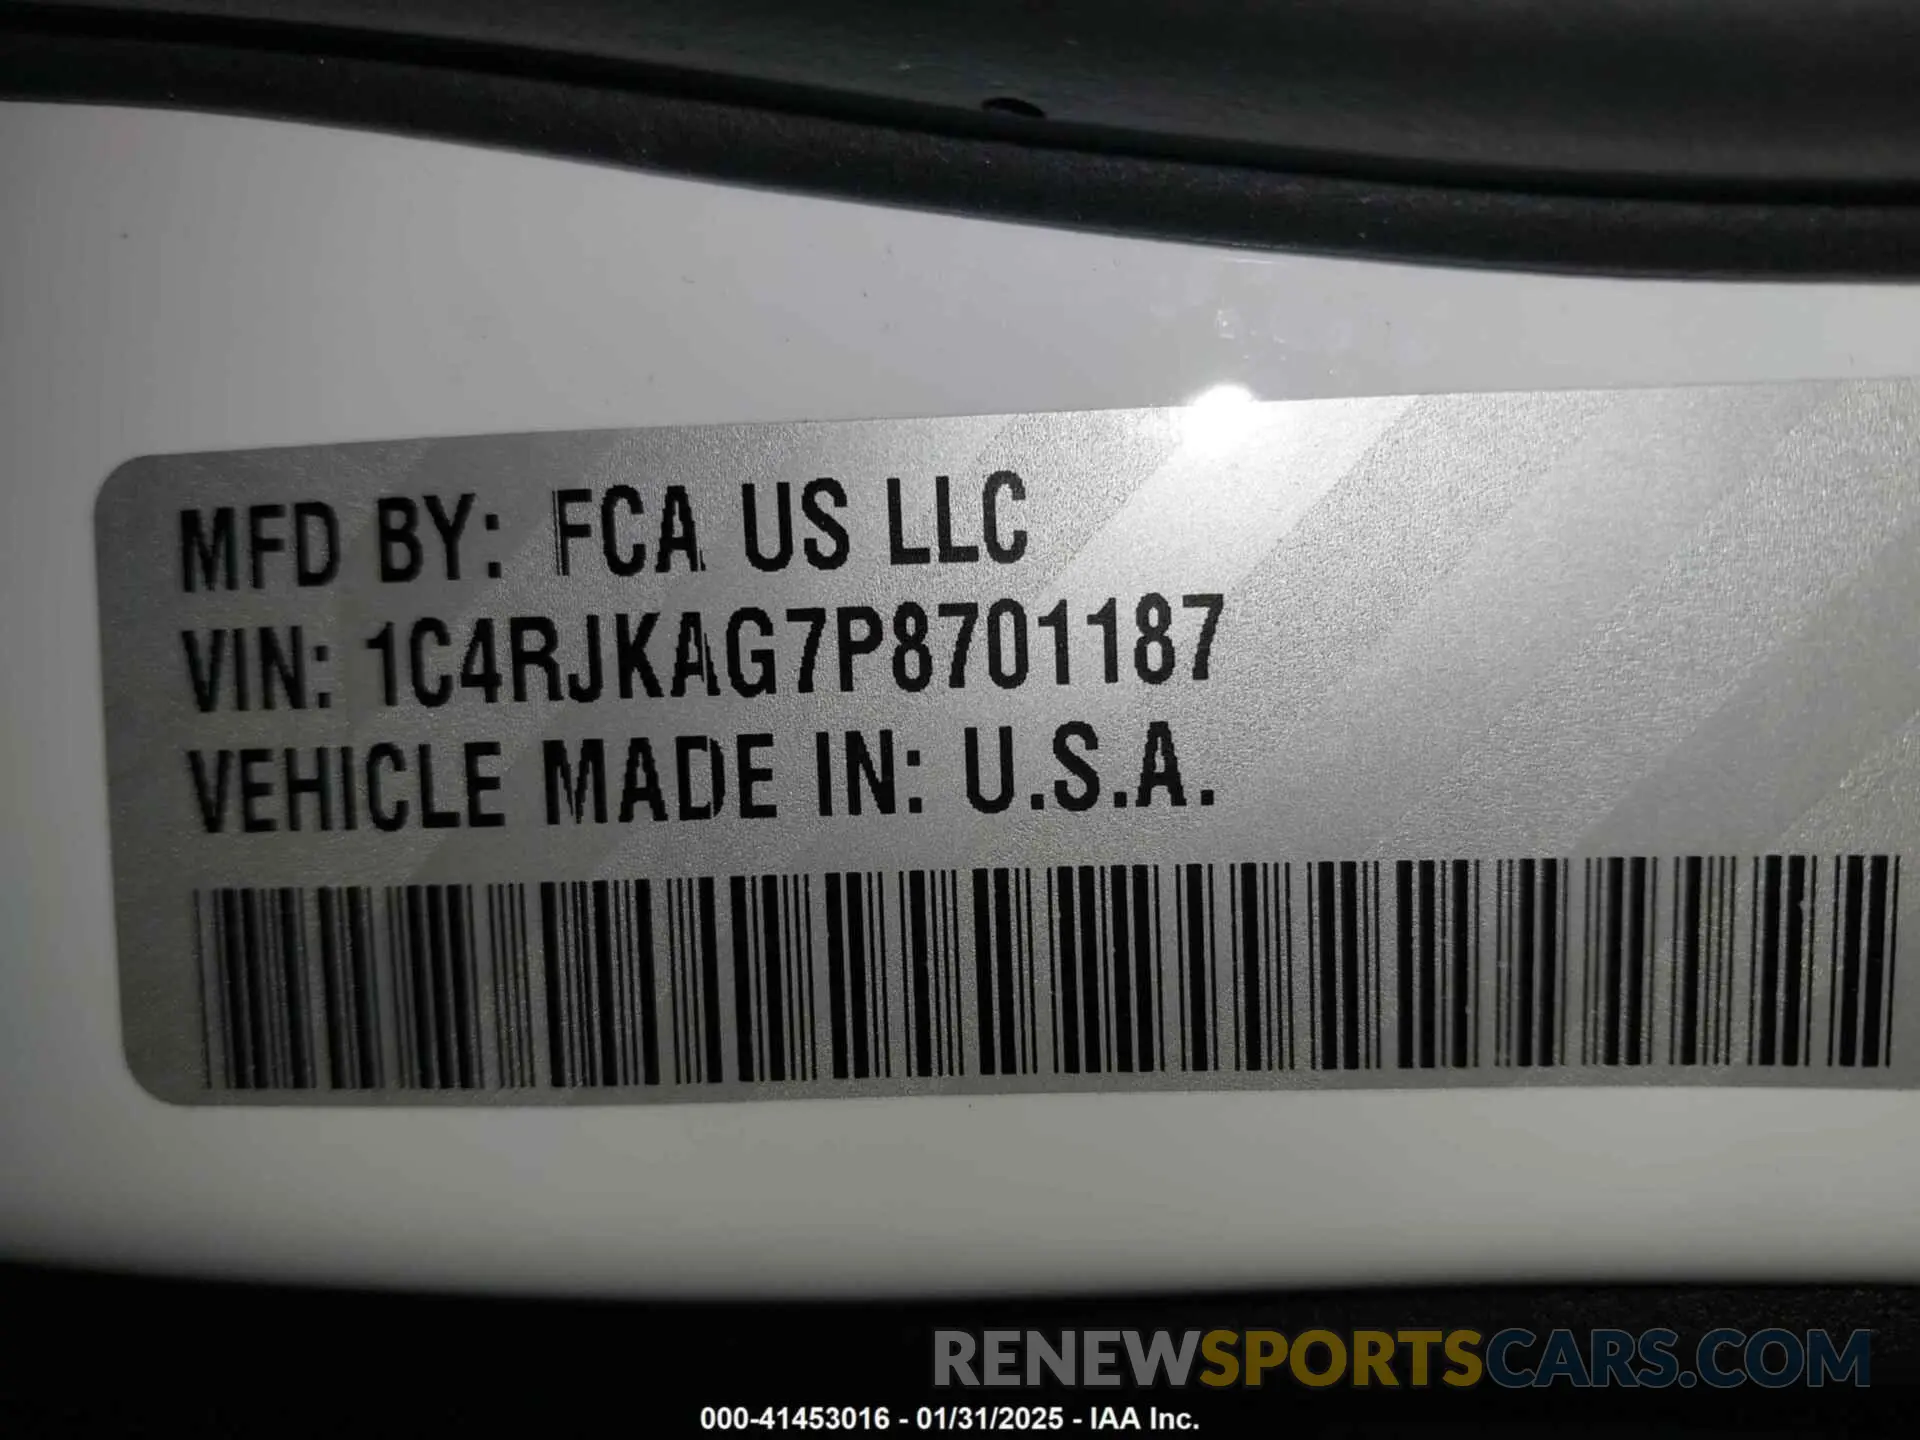 MFD BY: FCA US LLC
VIN: 1C4RJKAG7P8701187
VEHICLE MADE IN: U.S.A.
RENEWSPORTSCARS.COM
000-41453016 - 01/31/2025 - IAA Inc.